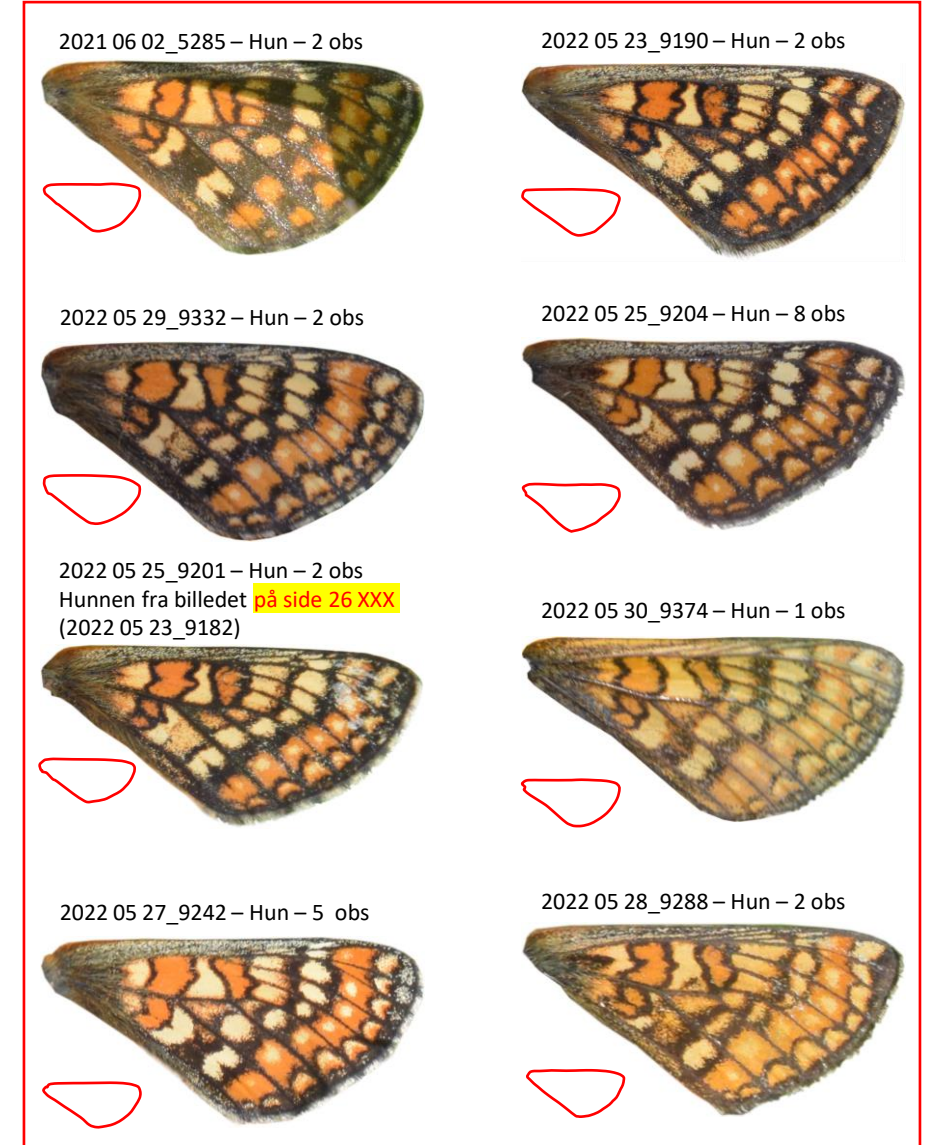 2021 06 02_5285 – Hun – 2 obs
2022 05 23_9190 – Hun – 2 obs
2022 05 29_9332 – Hun – 2 obs
2022 05 25_9204 – Hun – 8 obs
2022 05 25_9201 – Hun – 2 obs
Hunnen fra billedet på side 26 XXX
(2022 05 23_9182)
2022 05 30_9374 – Hun – 1 obs
2022 05 27_9242 – Hun – 5  obs
2022 05 28_9288 – Hun – 2 obs